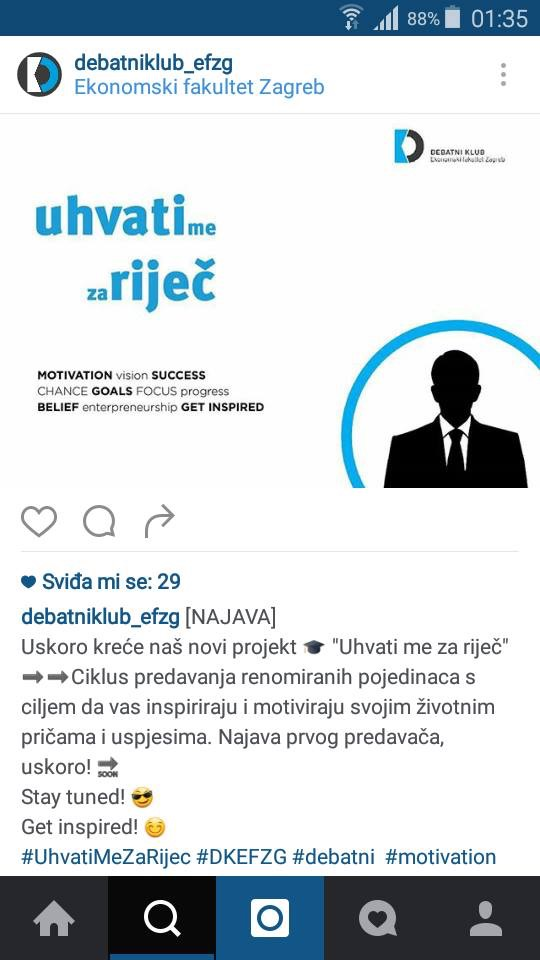 88% 01:35
debatniklub_efzg
Ekonomski fakultet Zagreb
DEBATNI KLUB
Ekonomski fakultet Zagreb
uhvati me
za riječ
MOTIVATION vision SUCCESS
CHANCE GOALS FOCUS progress
BELIEF enterpreneurship GET INSPIRED
Sviđa mi se: 29
debatniklub_efzg [NAJAVA]
Uskoro kreće naš novi projekt 🎓 "Uhvati me za riječ"
➡➡Ciklus predavanja renomiranih pojedinaca s
ciljem da vas inspiriraju i motiviraju svojim životnim
pričama i uspjesima. Najava prvog predavača,
uskoro! 🔜
Stay tuned! 😎
Get inspired! 😊
#UhvatiMeZaRijec #DKEFZG #debatni #motivation